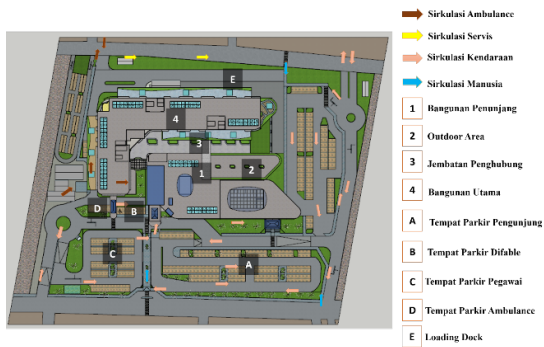 Sirkulasi Ambulance
Sirkulasi Servis
Sirkulasi Kendaraan
Sirkulasi Manusia
1 Bangunan Penunjang
2 Outdoor Area
3 Jembatan Penghubung
4 Bangunan Utama
A Tempat Parkir Pengunjung
B Tempat Parkir Difable
C Tempat Parkir Pegawai
D Tempat Parkir Ambulance
E Loading Dock
E
4
3
1
2
D
B
C
A